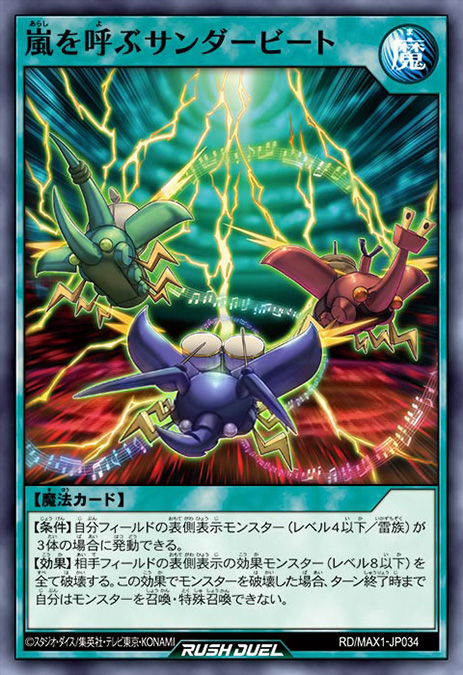 嵐を呼ぶサンダービート
魔
【魔法カード】
【条件】自分フィールドの表側表示モンスター(レベル4以下/雷族)が
3体の場合に発動できる。
【効果】相手フィールドの表側表示の効果モンスター(レベル8以下)を
全て破壊する。この効果でモンスターを破壊した場合、ターン終了時まで
自分はモンスターを召喚・特殊召喚できない。
©スタジオ・ダイス/集英社・テレビ東京・KONAMI
RUSH DUEL
RD/MAX1-JP034